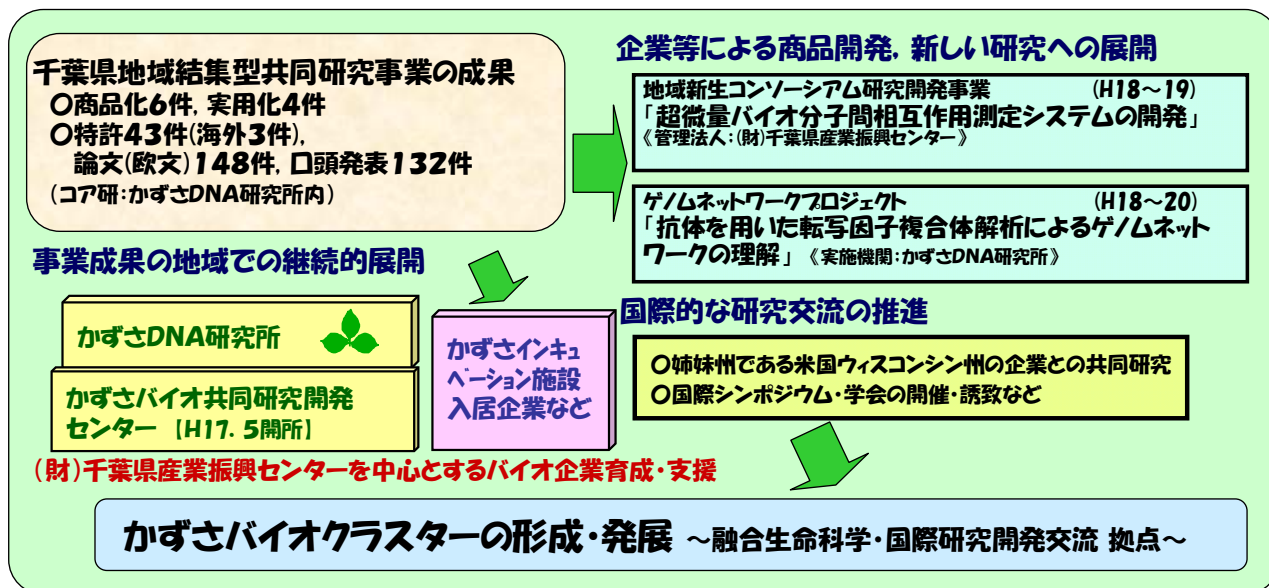 千葉県地域結集型共同研究事業の成果
〇商品化6件, 実用化4件
〇特許43件(海外3件),
論文(欧文)148件, 口頭発表132件
(コア研:かずさDNA研究所内)
企業等による商品開発, 新しい研究への展開
地域新生コンソーシアム研究開発事業 (H18~19)
「超微量バイオ分子間相互作用測定システムの開発」
《管理法人:(財)千葉県産業振興センター》
ゲノムネットワークプロジェクト (H18~20)
「抗体を用いた転写因子複合体解析によるゲノムネット
ワークの理解」 《実施機関:かずさDNA研究所》
事業成果の地域での継続的展開
かずさDNA研究所
かずさバイオ共同研究開発
センター 【H17.5開所】
かずさインキュ
ベーション施設
入居企業など
国際的な研究交流の推進
〇姉妹州である米国ウィスコンシン州の企業との共同研究
〇国際シンポジウム・学会の開催・誘致など
(財)千葉県産業振興センターを中心とするバイオ企業育成・支援
かずさバイオクラスターの形成・発展 ~融合生命科学・国際研究開発交流 拠点~